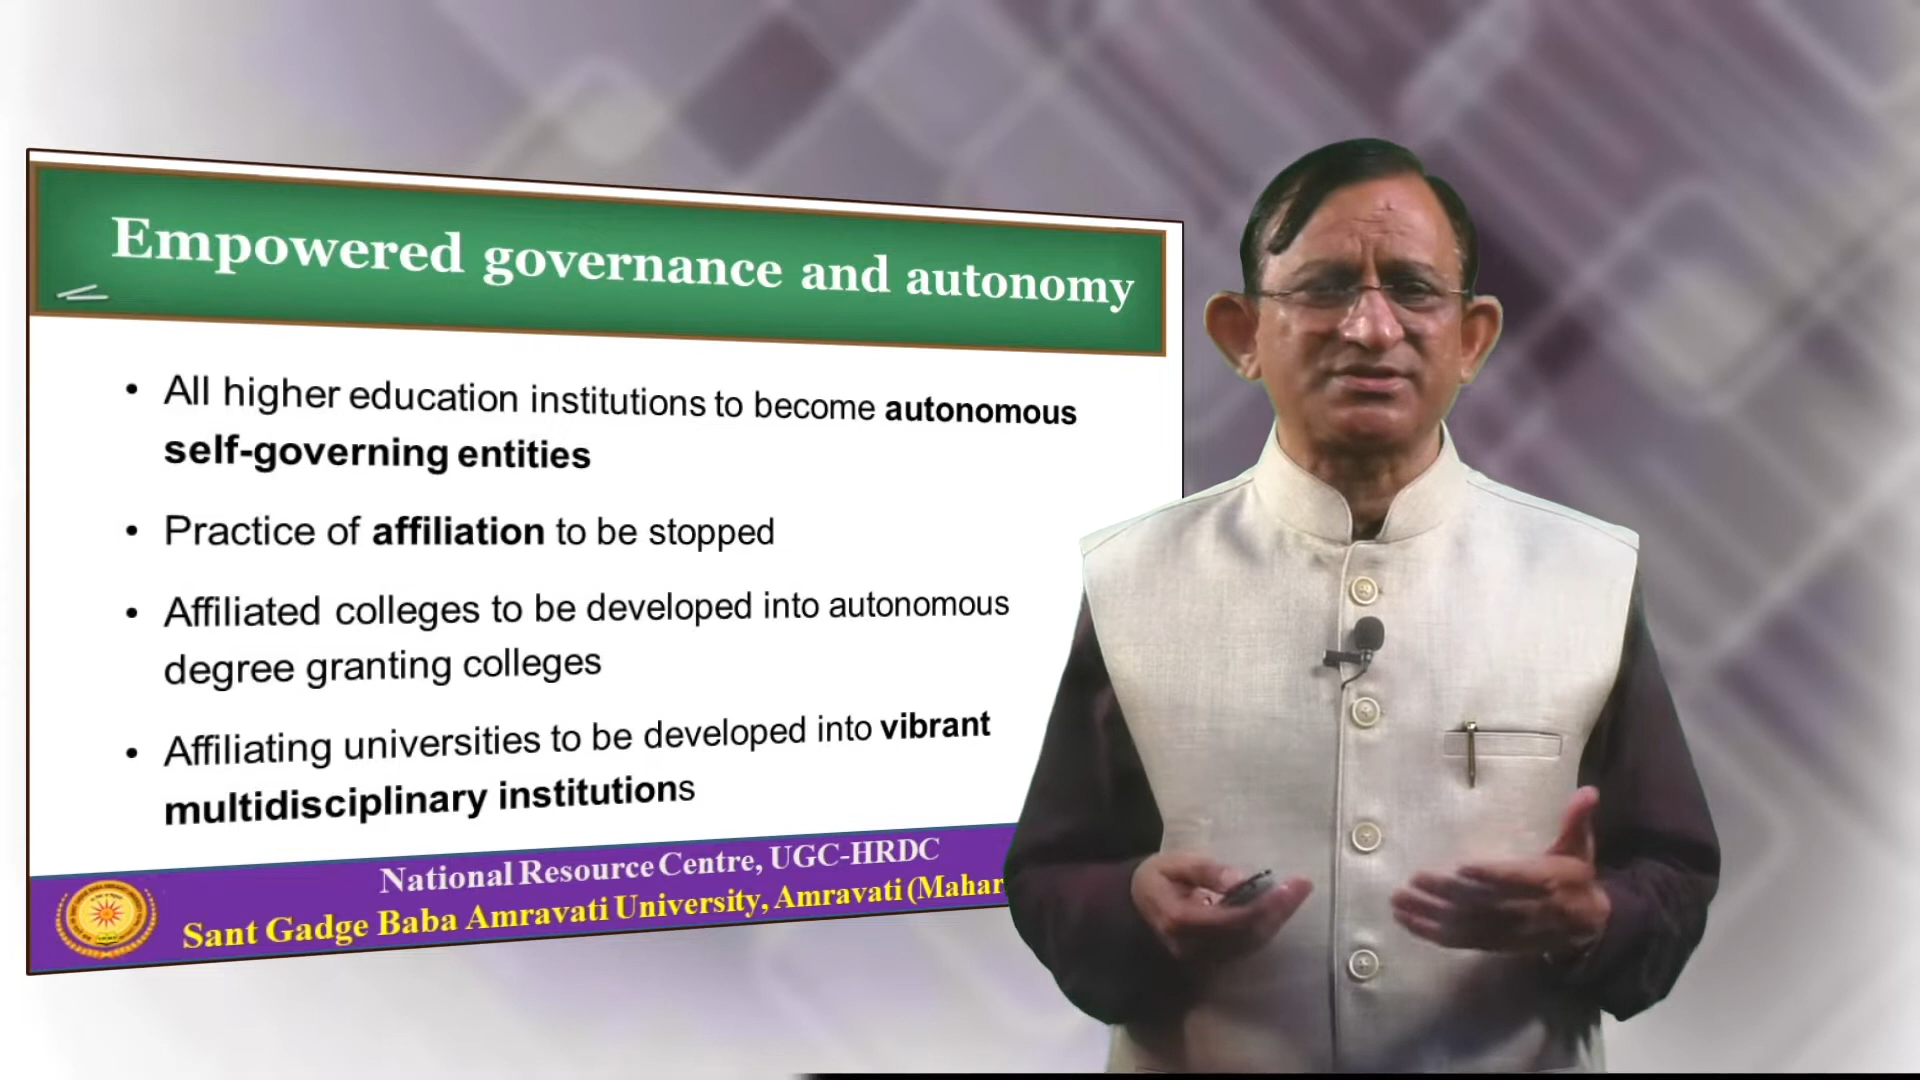 Empowered governance and autonomy
• All higher education institutions to become autonomous
self-governing entities
• Practice of affiliation to be stopped
• Affiliated colleges to be developed into autonomous
degree granting colleges
• Affiliating universities to be developed into vibrant
multidisciplinary institutions
National Resource Centre, UGC-HRDC
Sant Gadge Baba Amravati University, Amravati (Mahar